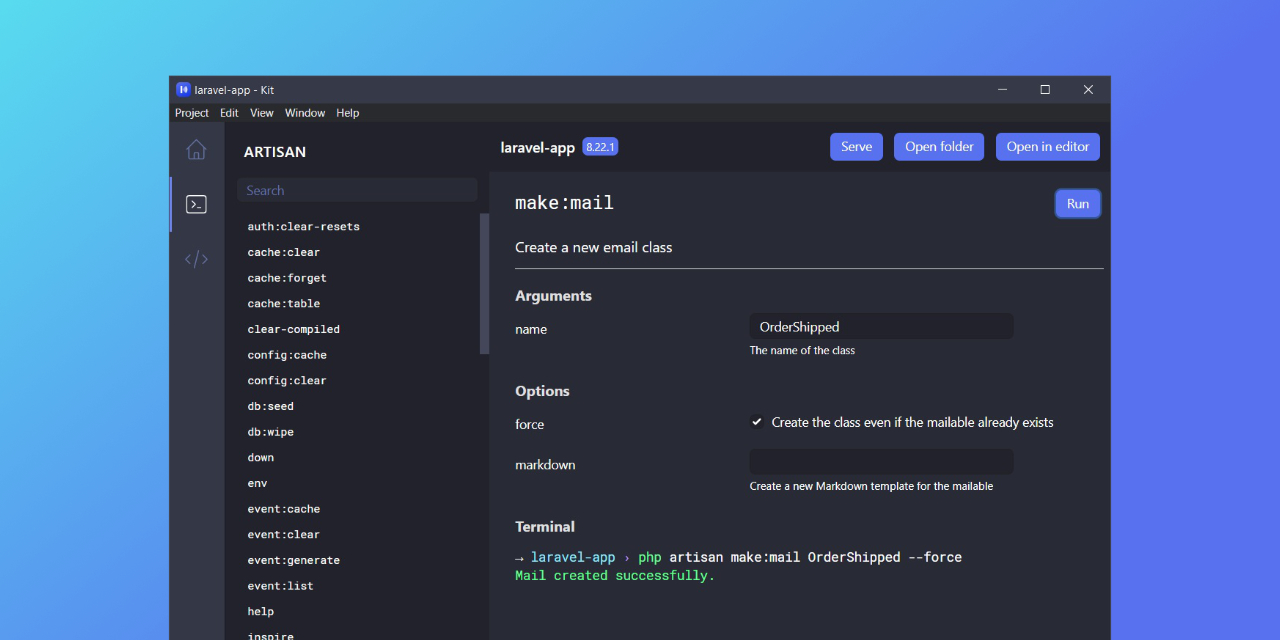 laravel-app - Kit
Project Edit View Window Help
ARTISAN
Search
auth:clear-resets
cache:clear
cache:forget
cache:table
clear-compiled
config:cache
config:clear
db:seed
db:wipe
down
env
event:cache
event:clear
event:generate
event:list
help
inspire
laravel-app 8.22.1
Serve Open folder Open in editor
make:mail
Run
Create a new email class
Arguments
name OrderShipped
The name of the class
Options
force Create the class even if the mailable already exists
markdown
Create a new Markdown template for the mailable
Terminal
→ laravel-app › php artisan make:mail OrderShipped --force
Mail created successfully.